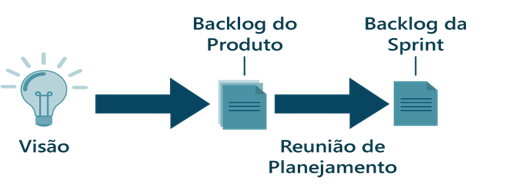 Backlog do
Produto
Backlog da
Sprint
Visão
Reunião de
Planejamento